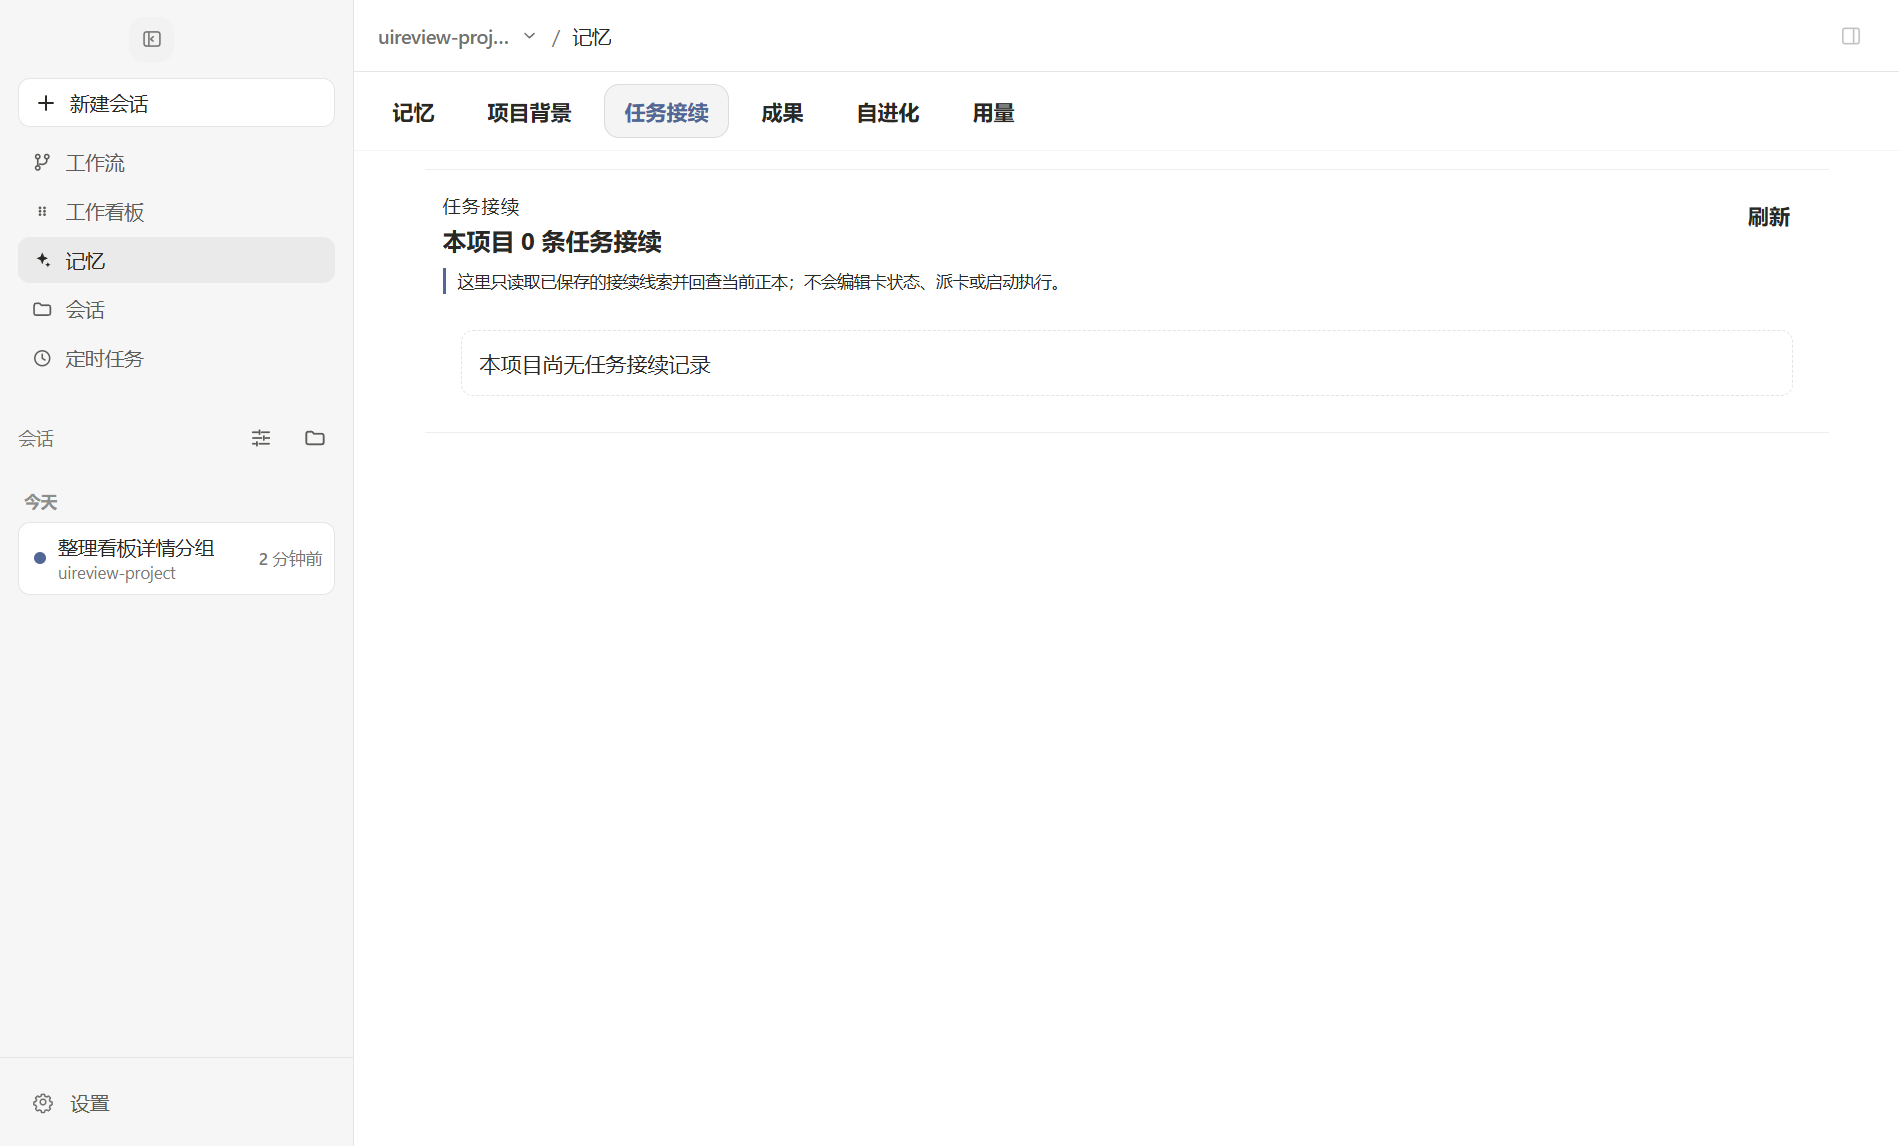 新建会话
工作流
工作看板
记忆
会话
定时任务
会话
今天
整理看板详情分组
uireview-project
2 分钟前
设置
uireview-proj... / 记忆
记忆 项目背景 任务接续 成果 自进化 用量
任务接续
本项目 0 条任务接续
刷新
这里只读取已保存的接续线索并回查当前正本；不会编辑卡状态、派卡或启动执行。
本项目尚无任务接续记录